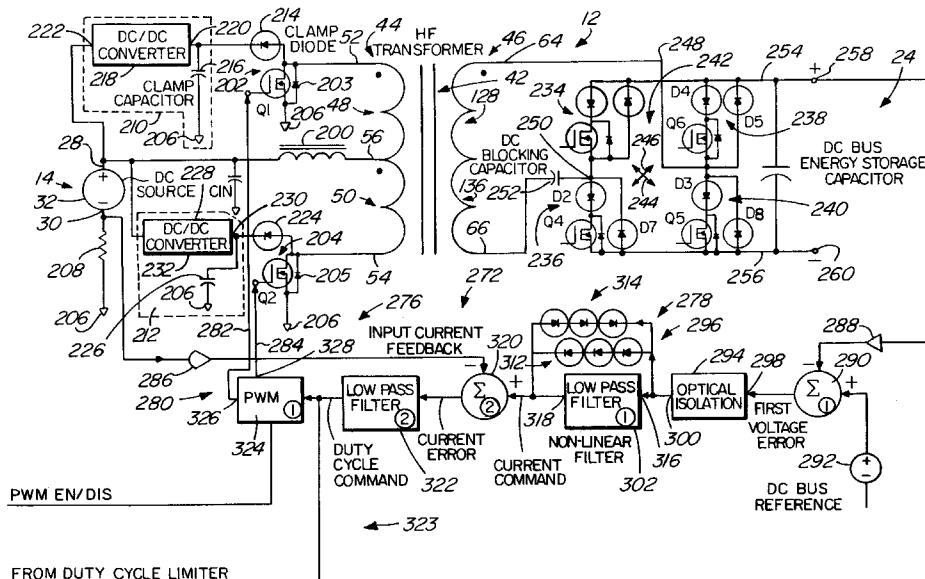 222
DC/DC CONVERTER
218
220
214
CLAMP DIODE
52
44
HF TRANSFORMER
46
64
12
248
242
254
258
24
216
202
203
CLAMP CAPACITOR
210
206
Q1
206
48
42
128
234
D4
D5
+
250
246
Q6
238
28
200
56
DC BLOCKING CAPACITOR
252
244
D2
D3
DC BUS ENERGY STORAGE CAPACITOR
14
32
+
-
30
DC SOURCE
CIN
228
230
224
50
136
236
Q4
D7
Q5
D8
240
DC/DC CONVERTER
232
204
208
206
205
54
66
256
-
260
206
226
212
Q2
206
276
272
314
278
296
282
284
328
INPUT CURRENT FEEDBACK
320
312
294
298
288
290
286
280
326
PWM
1
324
LOW PASS FILTER
2
322
-
+
Σ
2
318
LOW PASS FILTER
1
NON-LINEAR FILTER
302
OPTICAL ISOLATION
300
316
-
+
Σ
1
FIRST VOLTAGE ERROR
292
+
-
DUTY CYCLE COMMAND
CURRENT ERROR
CURRENT COMMAND
DC BUS REFERENCE
PWM EN/DIS
323
FROM DUTY CYCLE LIMITER